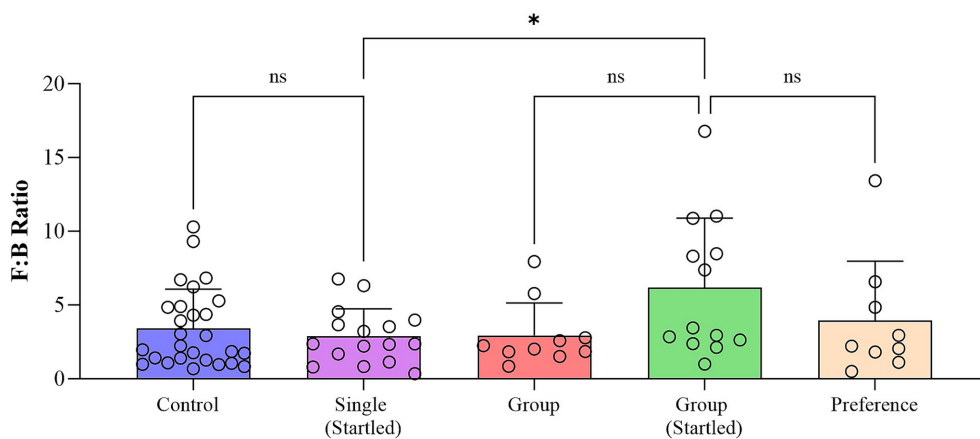 *
ns
ns
ns
20
15
10
5
0
F:B Ratio
Control
Single
(Startled)
Group
Group
(Startled)
Preference